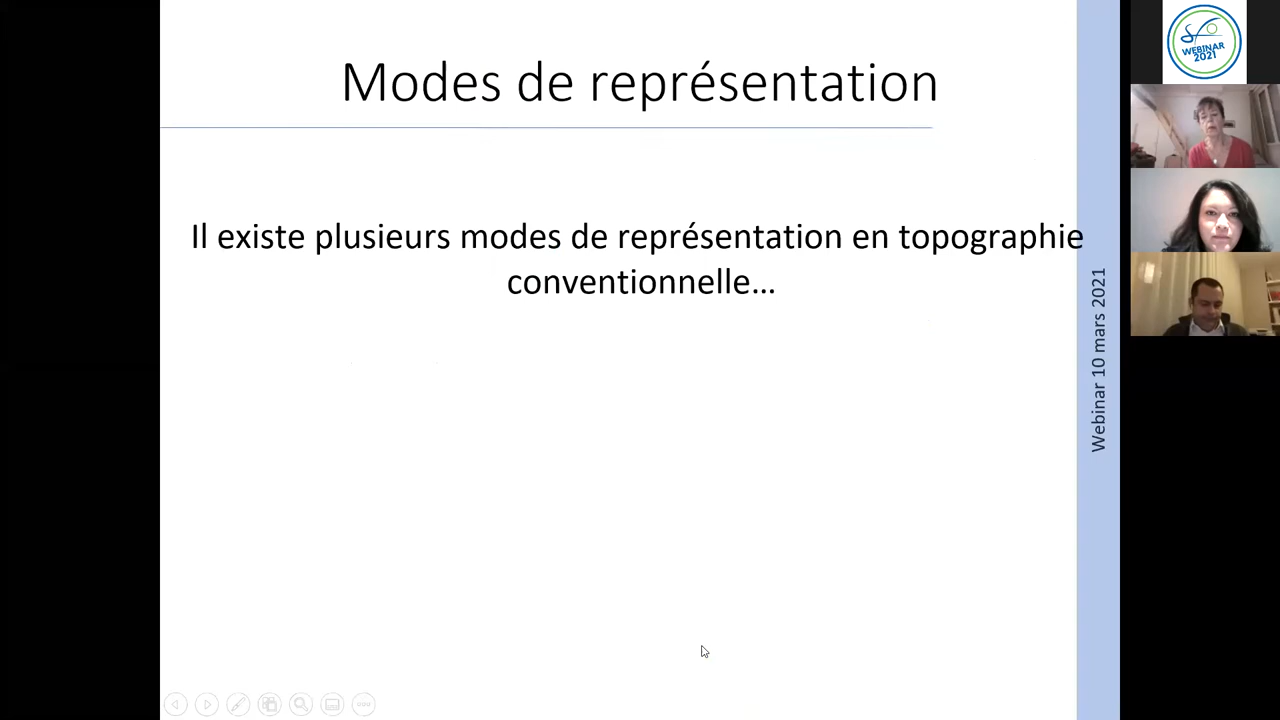 Modes de représentation
Il existe plusieurs modes de représentation en topographie
conventionnelle...
Webinar 10 mars 2021
WEBINAR
2021